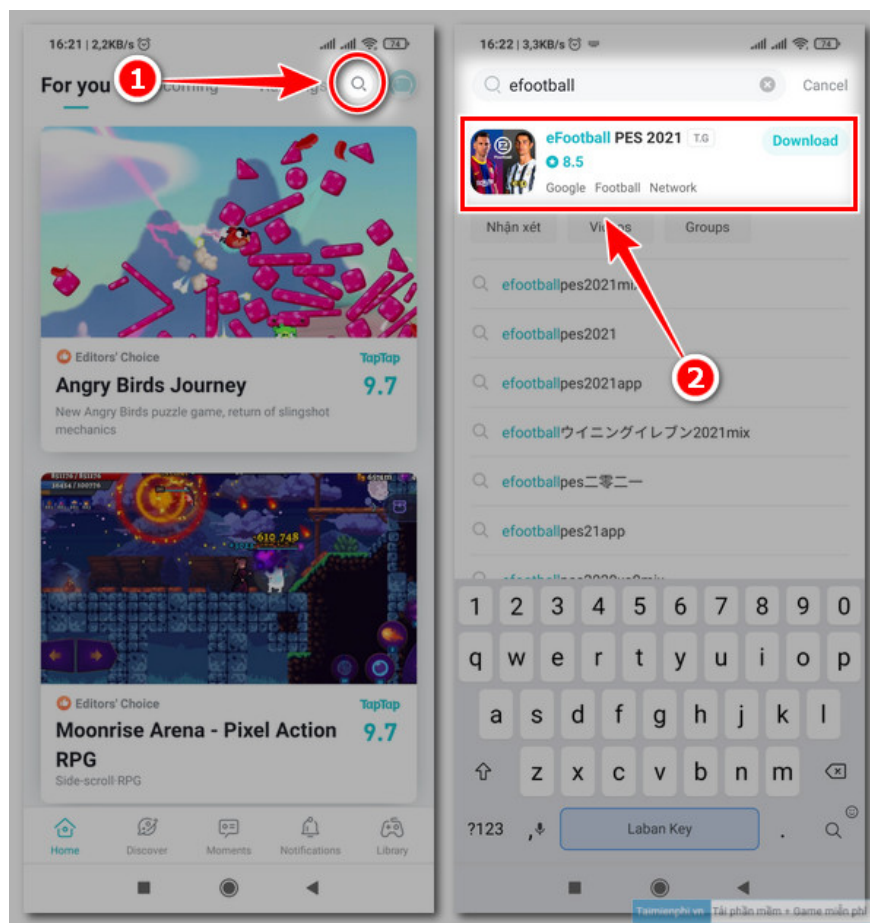 16:21 | 2,2KB/s
74
For you
1
Editors' Choice
TapTap
Angry Birds Journey
9.7
New Angry Birds puzzle game, return of slingshot
mechanics
610 748
Editors' Choice
TapTap
Moonrise Arena - Pixel Action
RPG
9.7
Side-scroll RPG
Home
Discover
Moments
Notifications
Library
16:22 | 3,3KB/s
74
efootball
Cancel
eFootball PES 2021 T.G
Download
8.5
Google Football Network
Nhận xét
Groups
2
efootballpes2021mix
efootballpes2021
efootballpes2021app
efootballウイニングイレブン2021mix
efootballpes二零二一
efootballpes21app
1 2 3 4 5 6 7 8 9 0
q w e r t y u i o p
a s d f g h j k l
z x c v b n m
?123 , Laban Key .
Taimienphi.vn Tải phần mềm + Game miễn phí